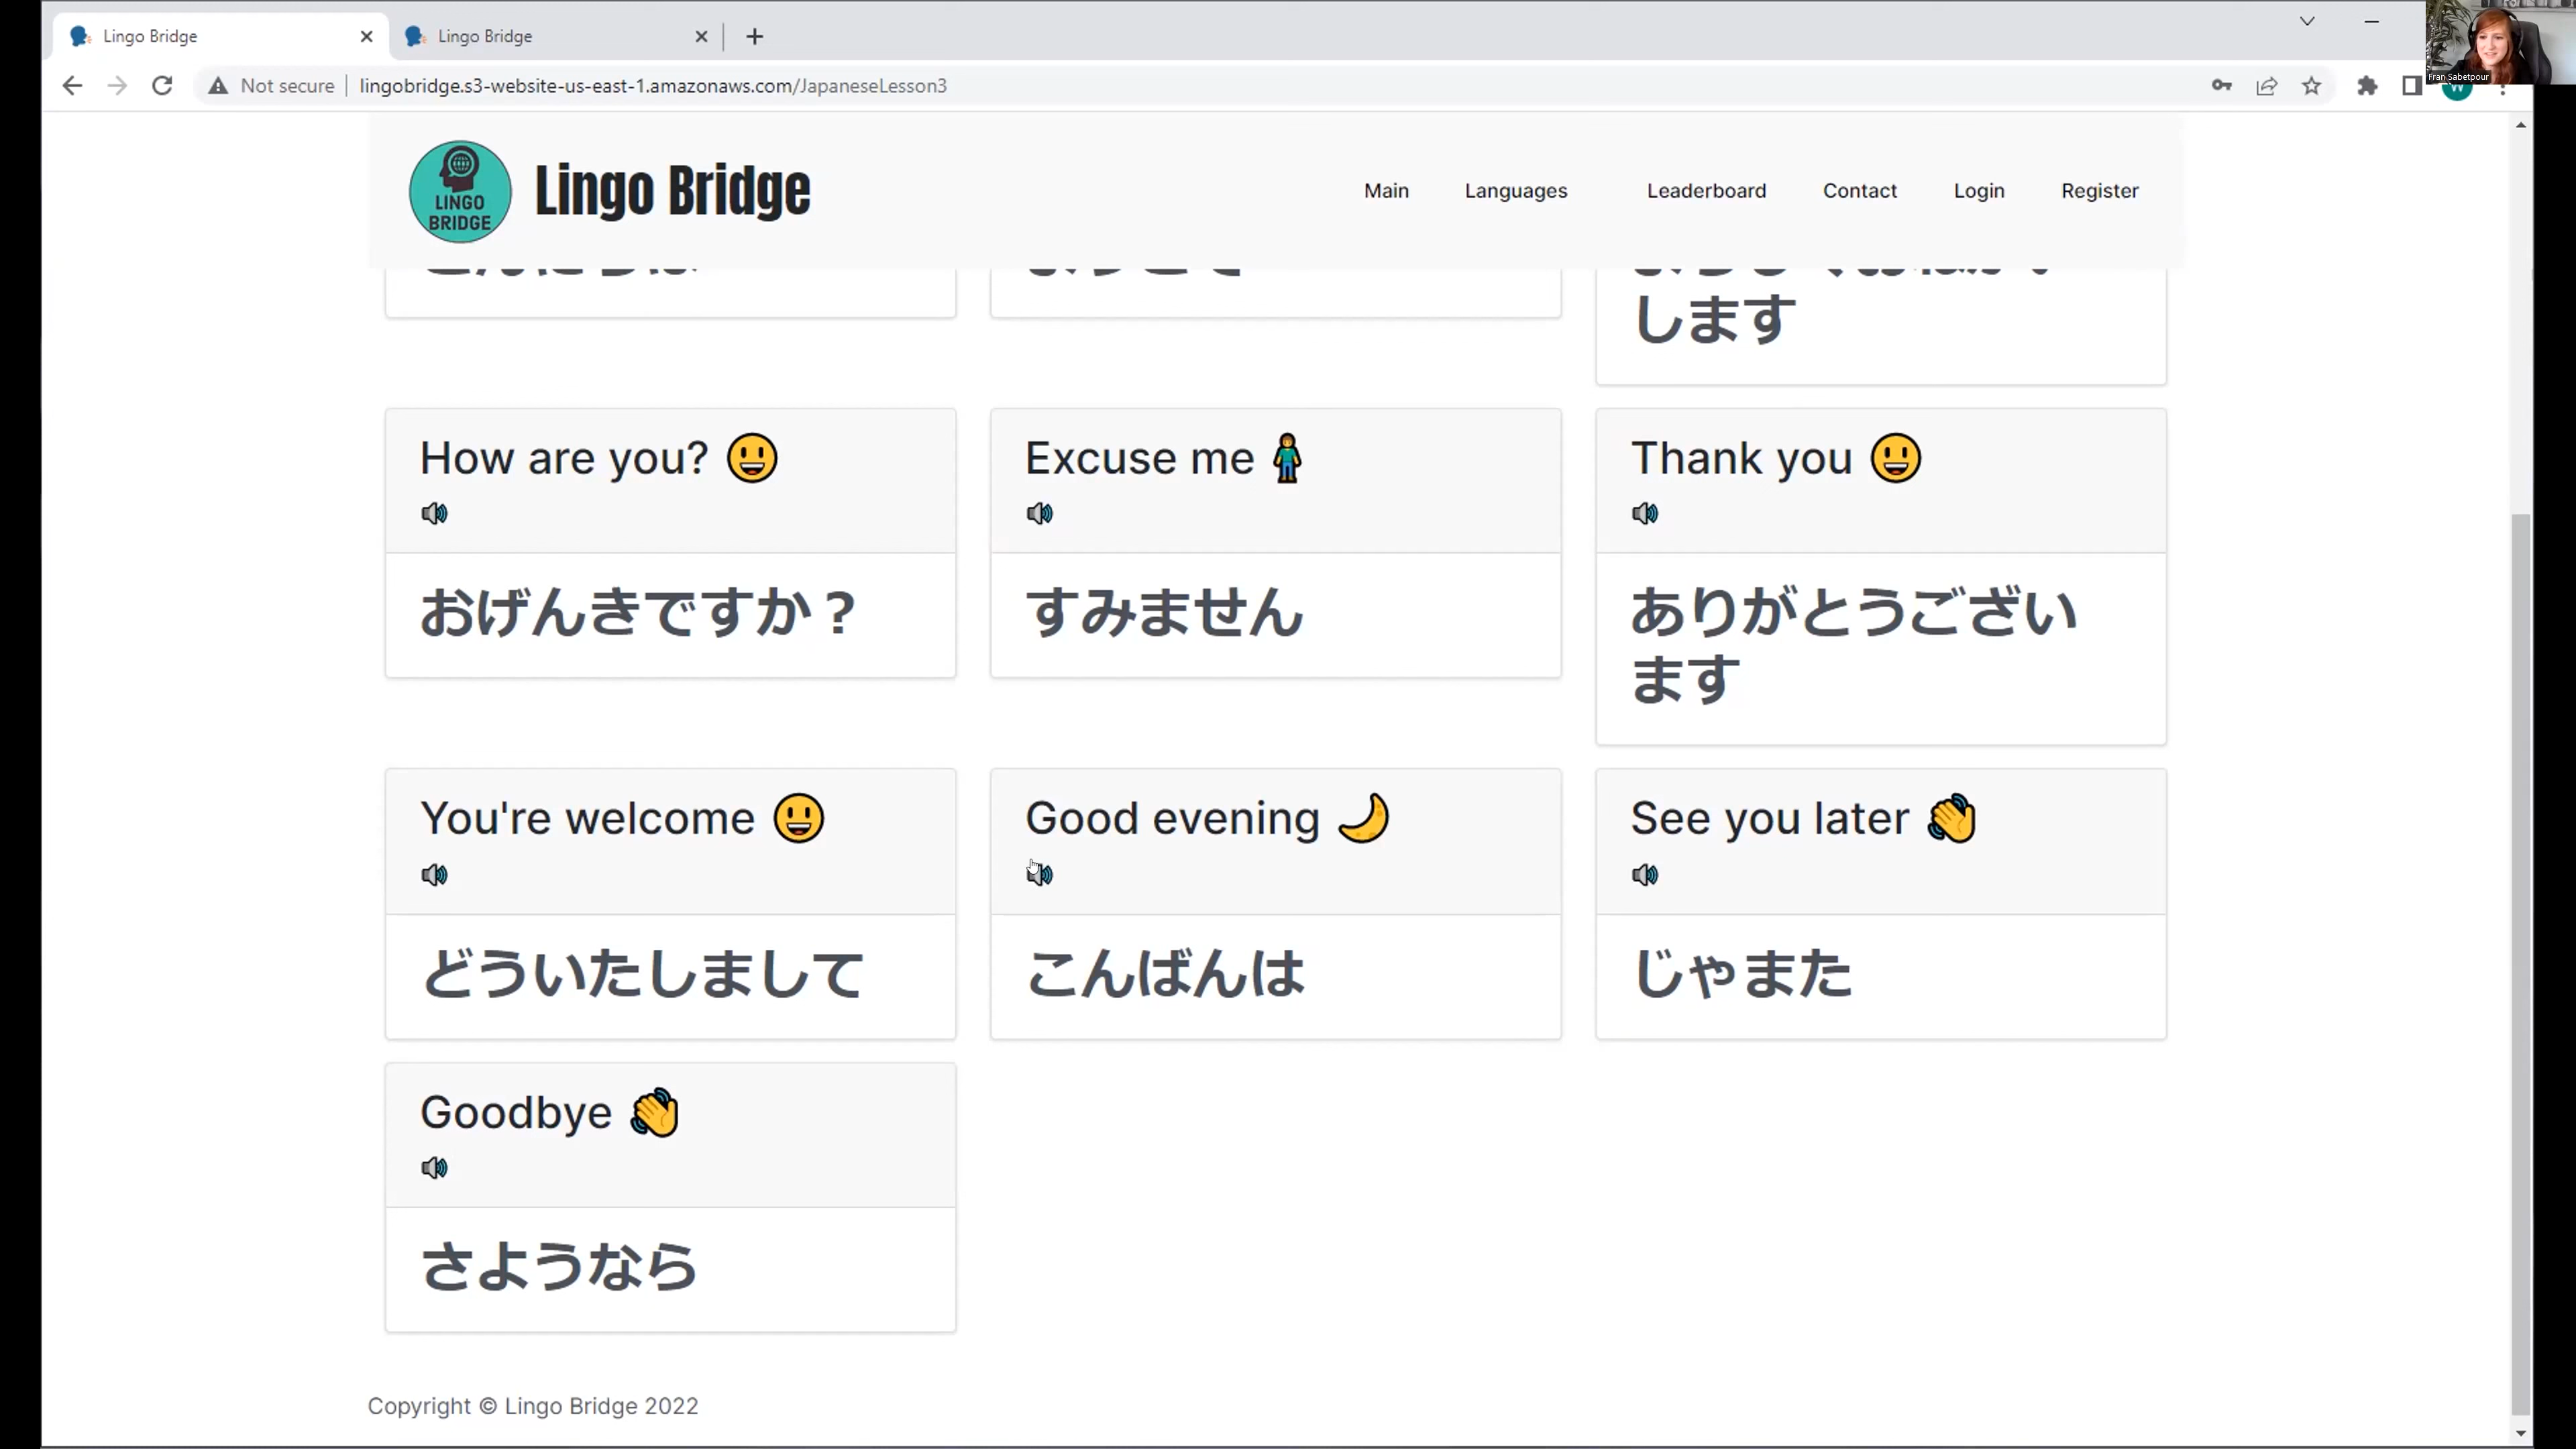 Lingo Bridge
Lingo Bridge
Not secure
lingobridge.s3-website-us-east-1.amazonaws.com/JapaneseLesson3
Fran Sabetpour
W
LINGO
BRIDGE
Lingo Bridge
Main
Languages
Leaderboard
Contact
Login
Register
します
How are you?
Excuse me
Thank you
おげんきですか？
すみません
ありがとうござい
ます
You're welcome
Good evening
See you later
どういたしまして
こんばんは
じゃまた
Goodbye
さようなら
Copyright © Lingo Bridge 2022